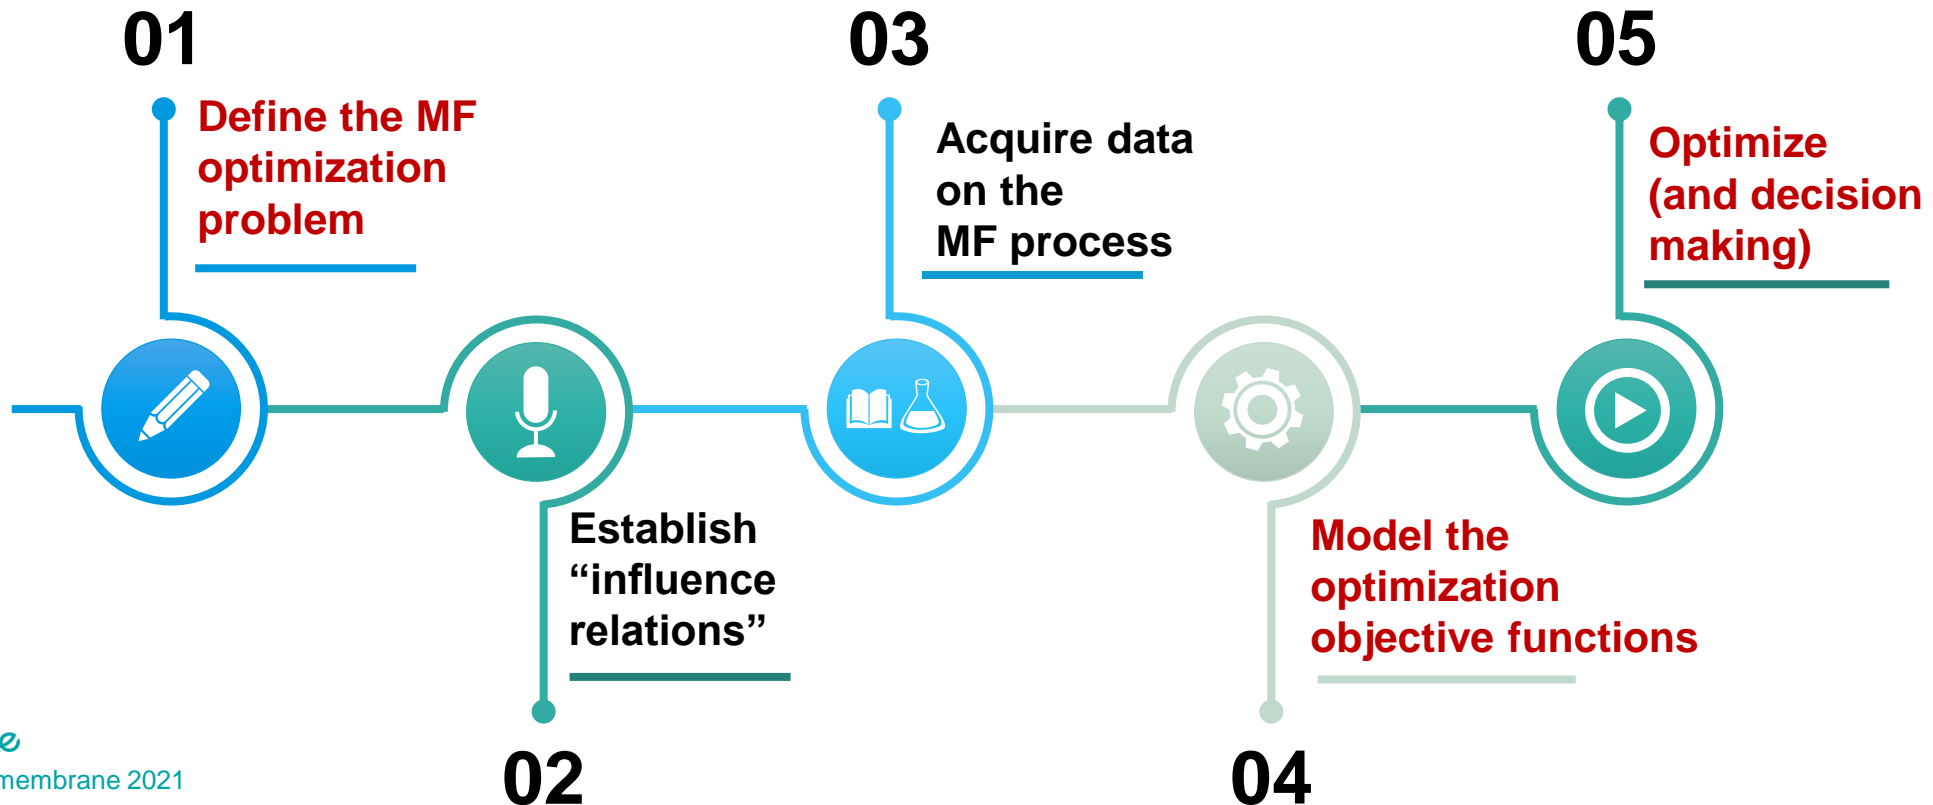 01
Define the MF
optimization
problem
02
Establish
“influence
relations”
03
Acquire data
on the
MF process
04
Model the
optimization
objective functions
05
Optimize
(and decision
making)
membrane 2021